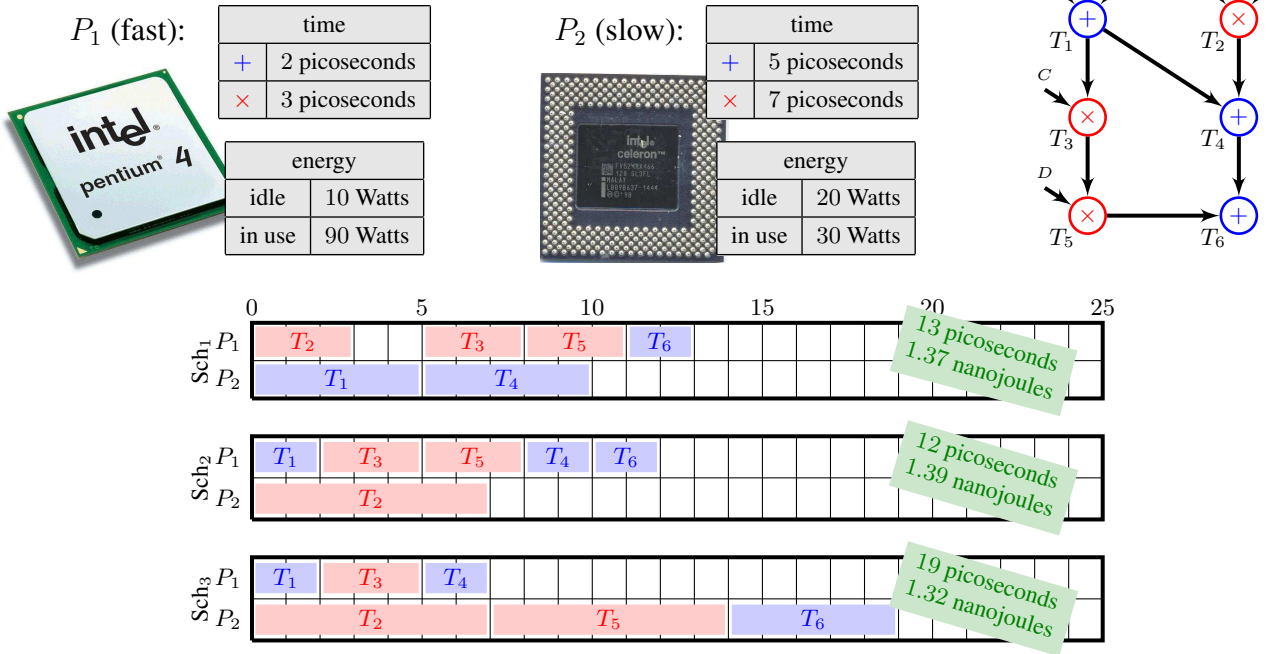 P1 (fast):
time
+ 2 picoseconds
× 3 picoseconds
energy
idle 10 Watts
in use 90 Watts
intel
pentium 4
P2 (slow):
time
+ 5 picoseconds
× 7 picoseconds
energy
idle 20 Watts
in use 30 Watts
intel
celeron™
MALAY
+ ×
T1 T2
C
× +
T3 T4
D
× +
T5 T6
0 5 10 15 20 25
Sch1
P1 T2 T3 T5 T6
P2 T1 T4
13 picoseconds
1.37 nanojoules
Sch2
P1 T1 T3 T5 T4 T6
P2 T2
12 picoseconds
1.39 nanojoules
Sch3
P1 T1 T3 T4
P2 T2 T5 T6
19 picoseconds
1.32 nanojoules